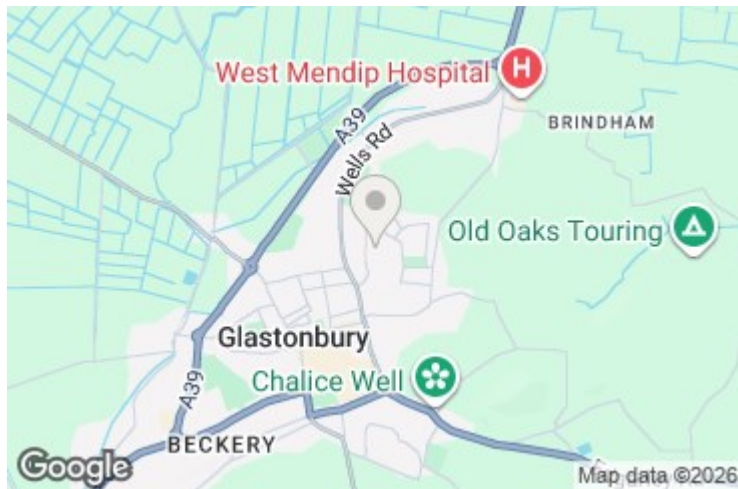 West Mendip Hospital
H
BRINDHAM
A39
Wells Rd
Old Oaks Touring
Glastonbury
Chalice Well
A39
BECKERY
Google
Map data ©2026